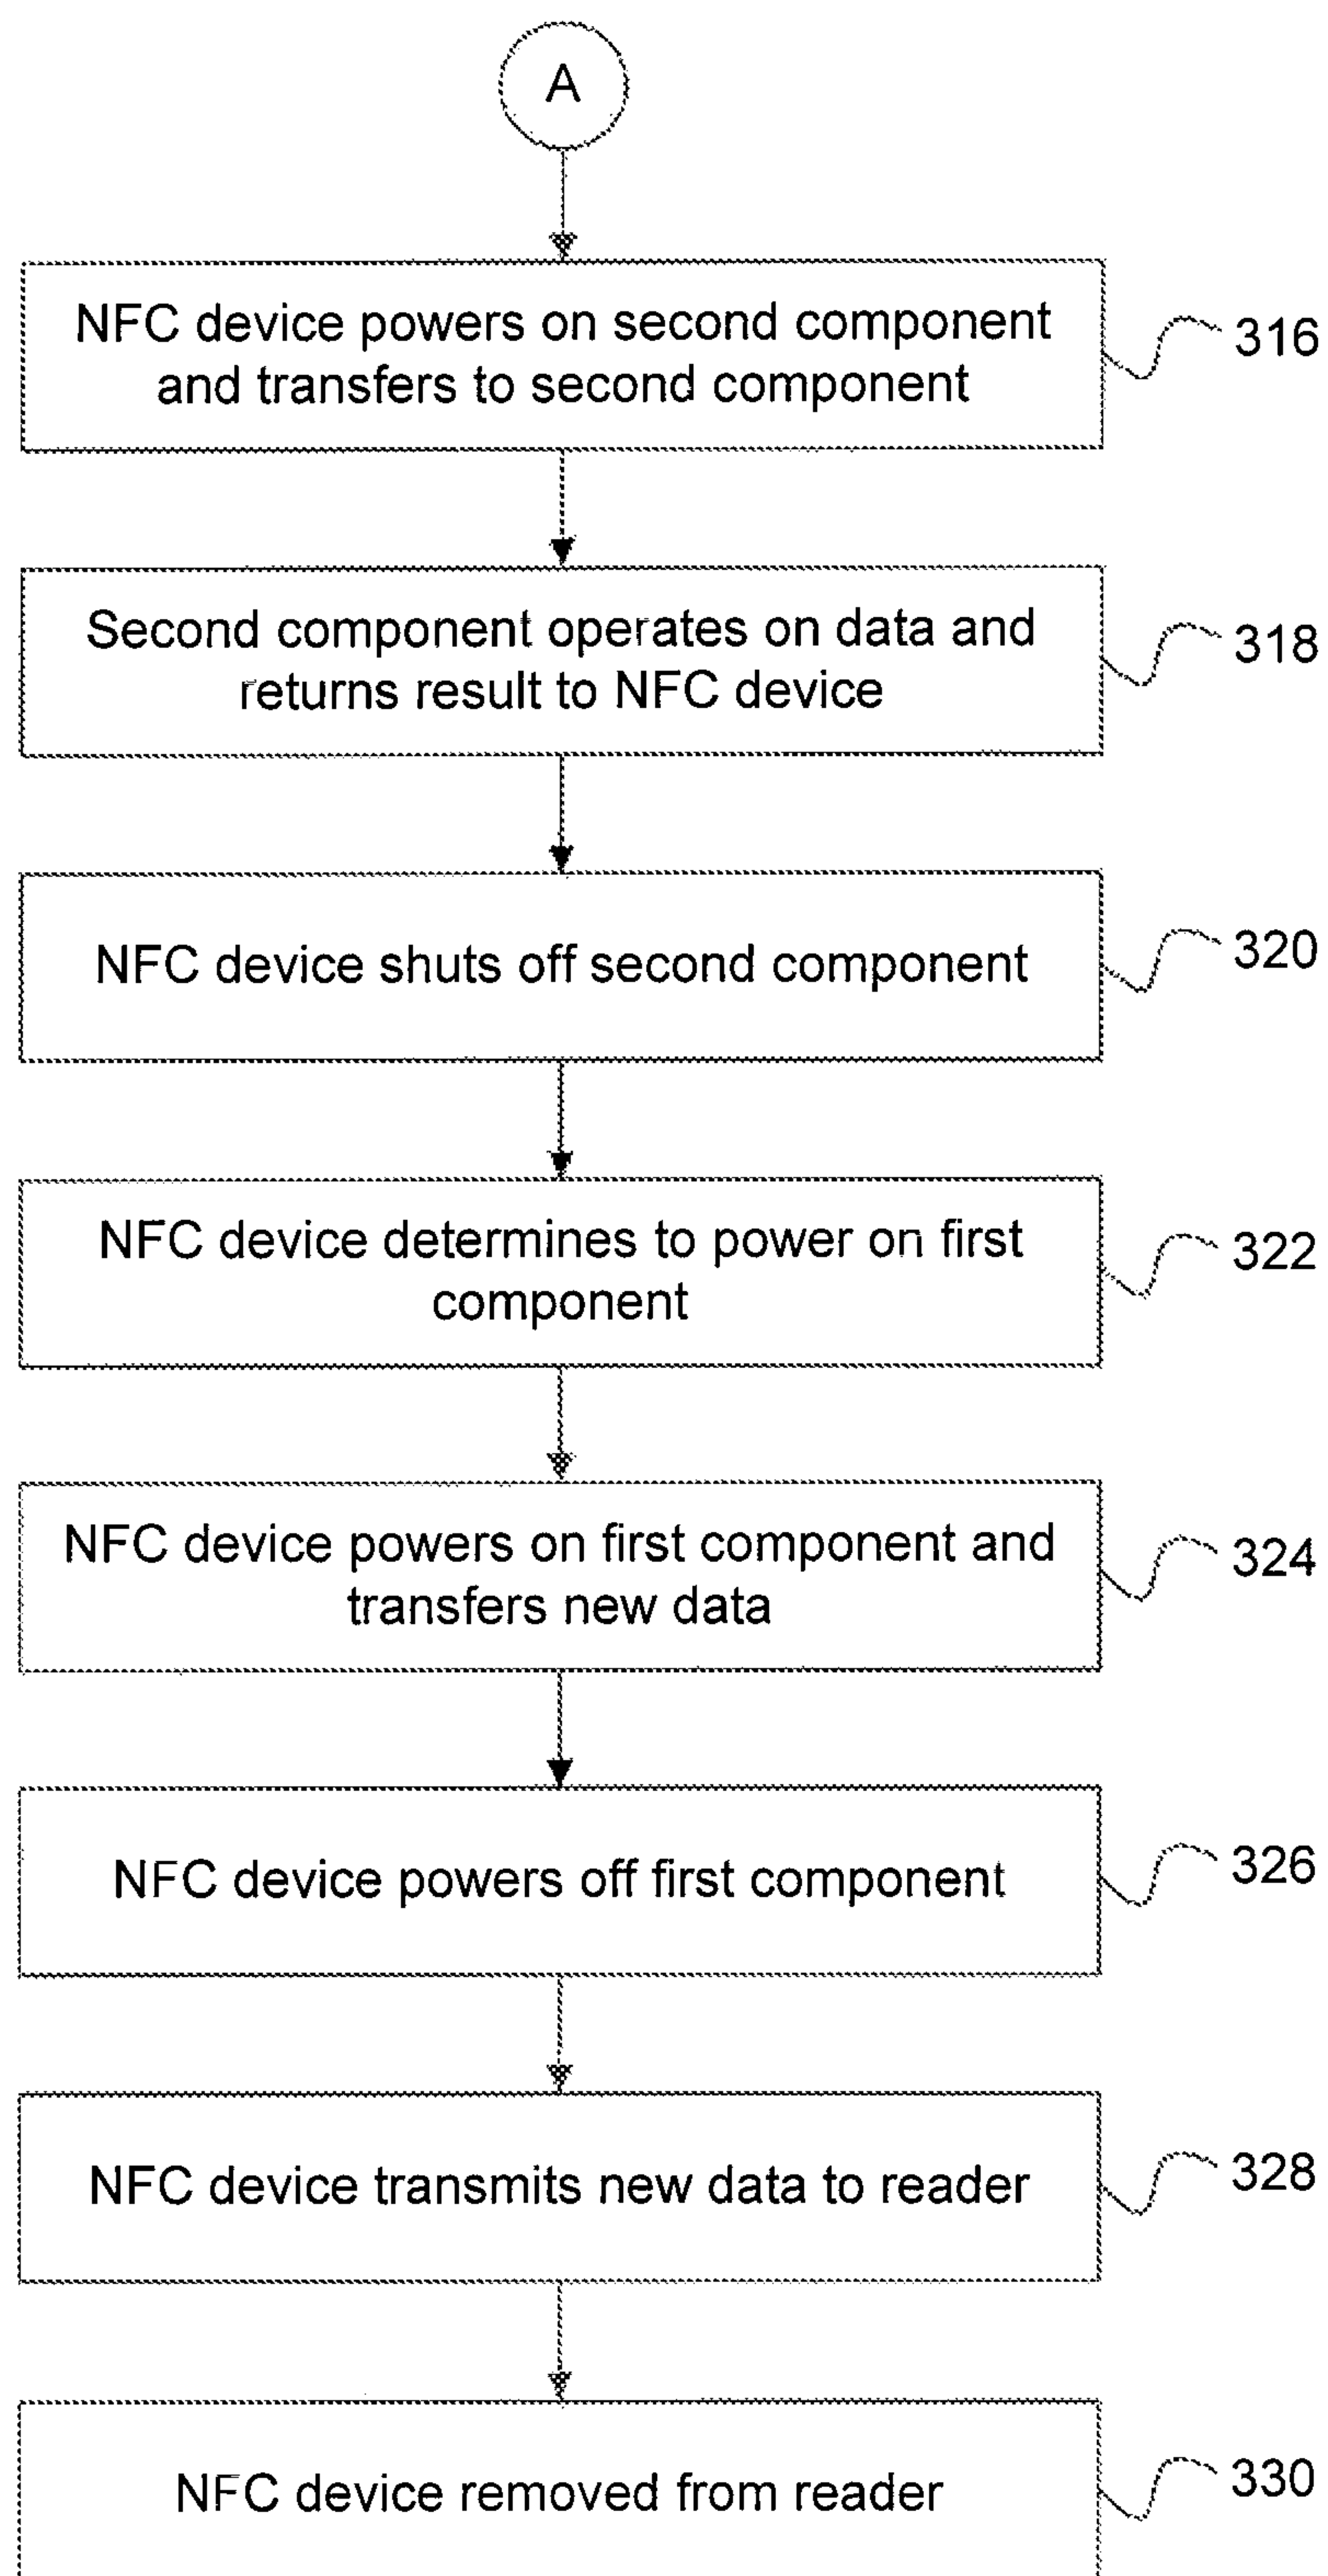 A
NFC device powers on second component
and transfers to second component
316
Second component operates on data and
returns result to NFC device
318
NFC device shuts off second component
320
NFC device determines to power on first
component
322
NFC device powers on first component and
transfers new data
324
NFC device powers off first component
326
NFC device transmits new data to reader
328
NFC device removed from reader
330